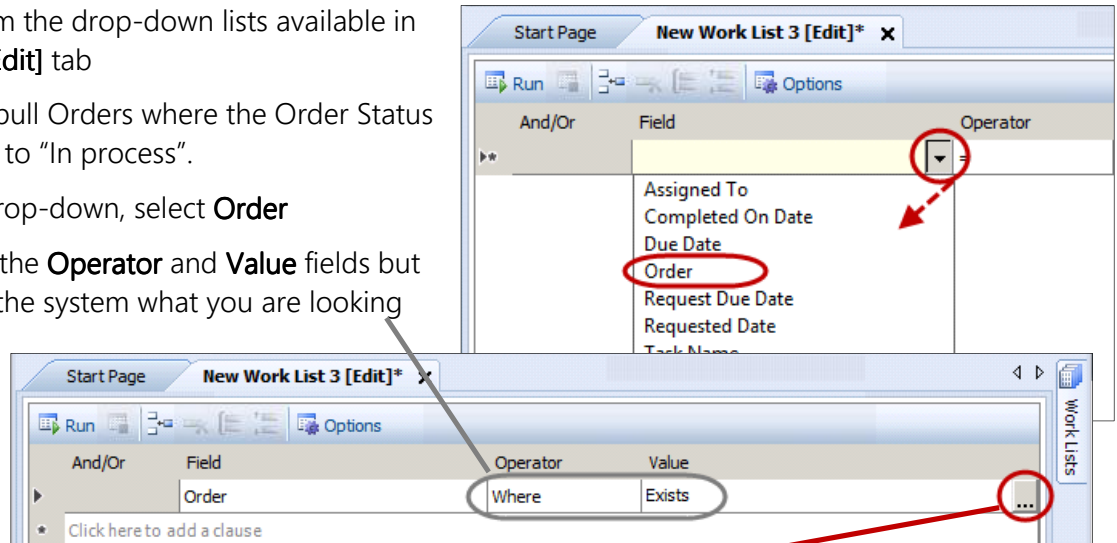 m the drop-down lists available in
dit] tab
pull Orders where the Order Status
to “In process”.
rop-down, select Order
the Operator and Value fields but
the system what you are looking
Start Page New Work List 3 [Edit]* x
Run Options
And/Or Field Operator
=
Assigned To
Completed On Date
Due Date
Order
Request Due Date
Requested Date
Task Name
Start Page New Work List 3 [Edit]* x
Run Options
And/Or Field Operator Value
Order Where Exists ...
* Click here to add a clause
Work Lists